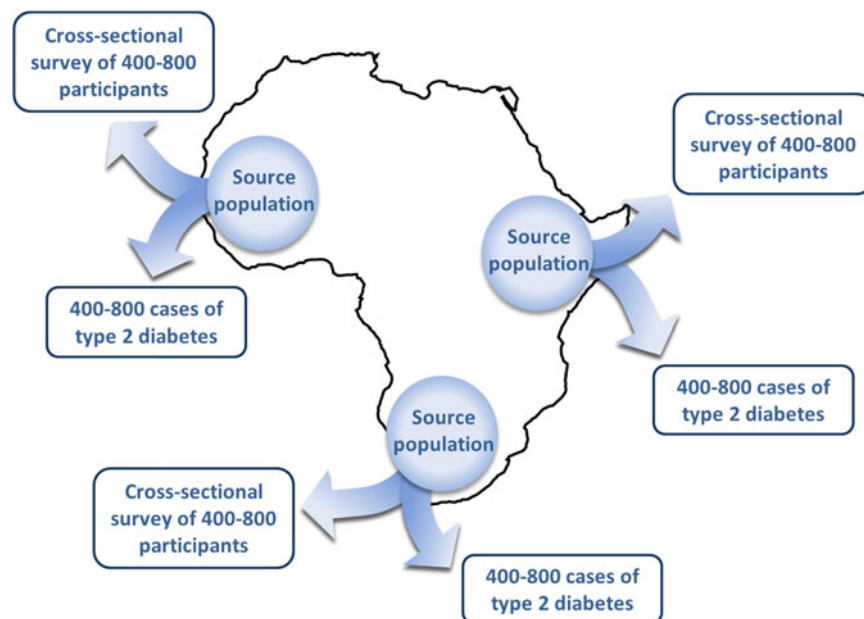 Cross-sectional
survey of 400-800
participants
Source
population
400-800 cases of
type 2 diabetes
Cross-sectional
survey of 400-800
participants
Source
population
400-800 cases of
type 2 diabetes
Source
population
Cross-sectional
survey of 400-800
participants
400-800 cases of
type 2 diabetes